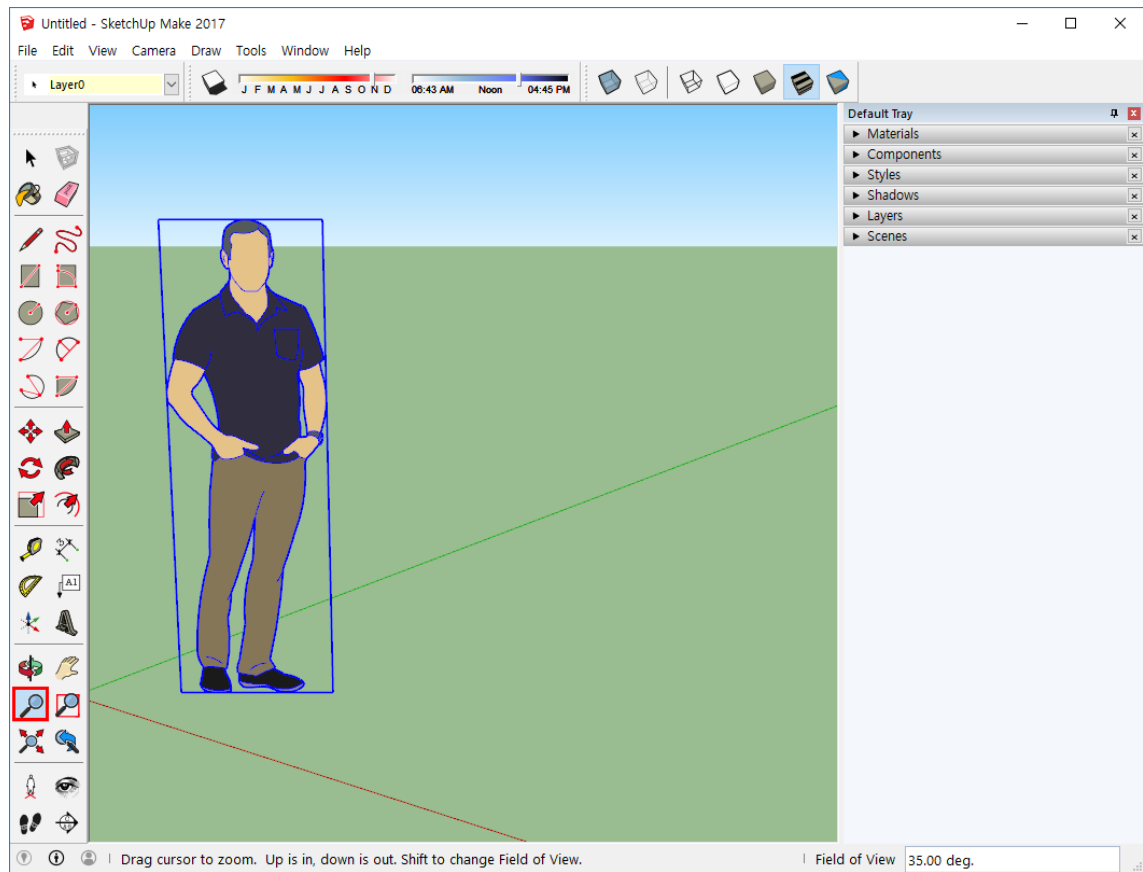 Untitled - SketchUp Make 2017
File Edit View Camera Draw Tools Window Help
Layer0
J F M A M J J A S O N D
06:43 AM Noon 04:45 PM
Default Tray
Materials
Components
Styles
Shadows
Layers
Scenes
A1
Drag cursor to zoom. Up is in, down is out. Shift to change Field of View.
Field of View 35.00 deg.